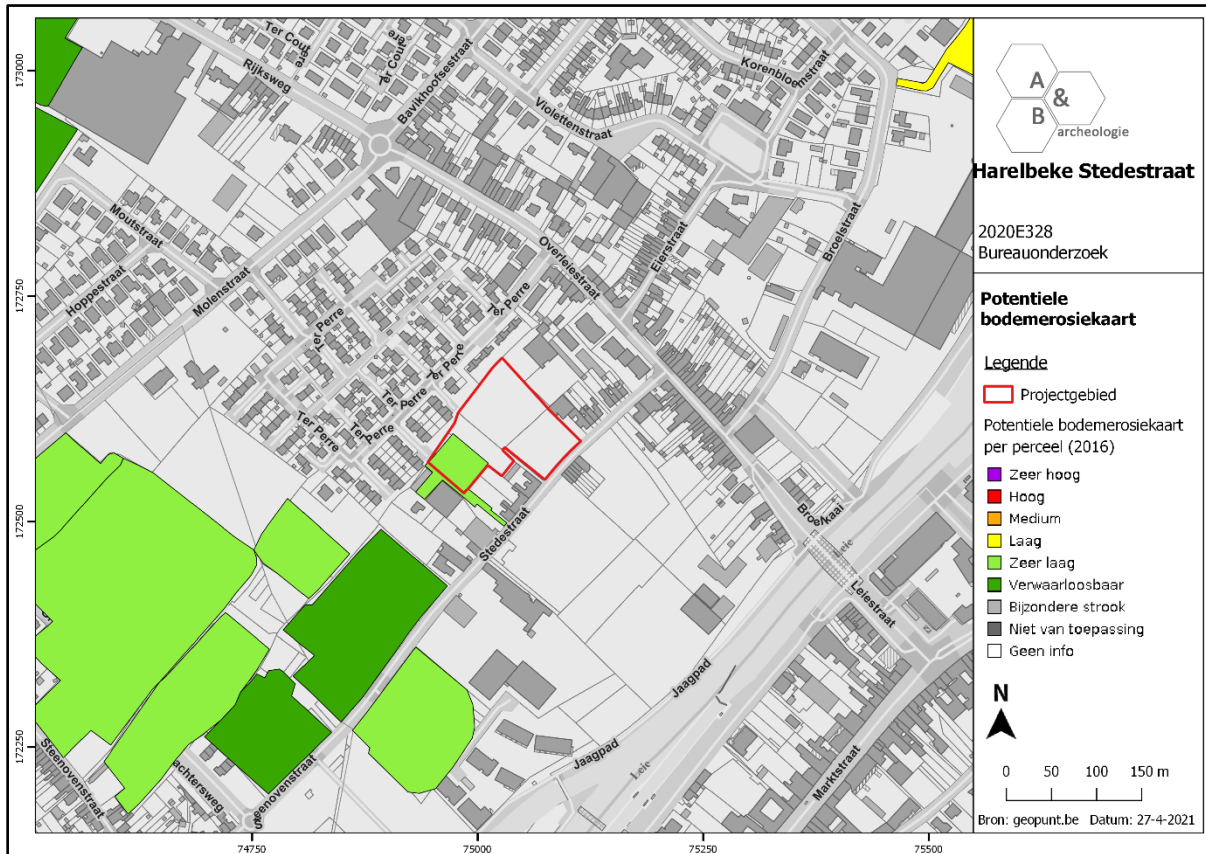 173000
172750
172500
172250
74750
75000
75250
75500
Ter Cout
Ter Cout
Rijksweg
Bavikhoofsestraat
Korenbloemstraat
Violettenstraat
Moutstraat
Hoppestraat
Molenstraat
Overleiestraat
Eierstraat
Broelstraat
Ter Perre
Ter Perre
Ter Perre
Ter Perre
Ter Perre
Ter Perre
Ter Perre
Stedestraat
Broelkaai
Leie
Leiestraat
Jaagpad
Jaagpad
Leie
Marktstraat
Steenovenstraat
achtersweg
Steenovenstraat
A
&
B
archeologie
Harelbeke Stedestraat
2020E328
Bureauonderzoek
Potentiele
bodemerosiekaart
Legende
Projectgebied
Potentiele bodemerosiekaart
per perceel (2016)
Zeer hoog
Hoog
Medium
Laag
Zeer laag
Verwaarloosbaar
Bijzondere strook
Niet van toepassing
Geen info
N
0 50 100 150 m
Bron: geopunt.be Datum: 27-4-2021